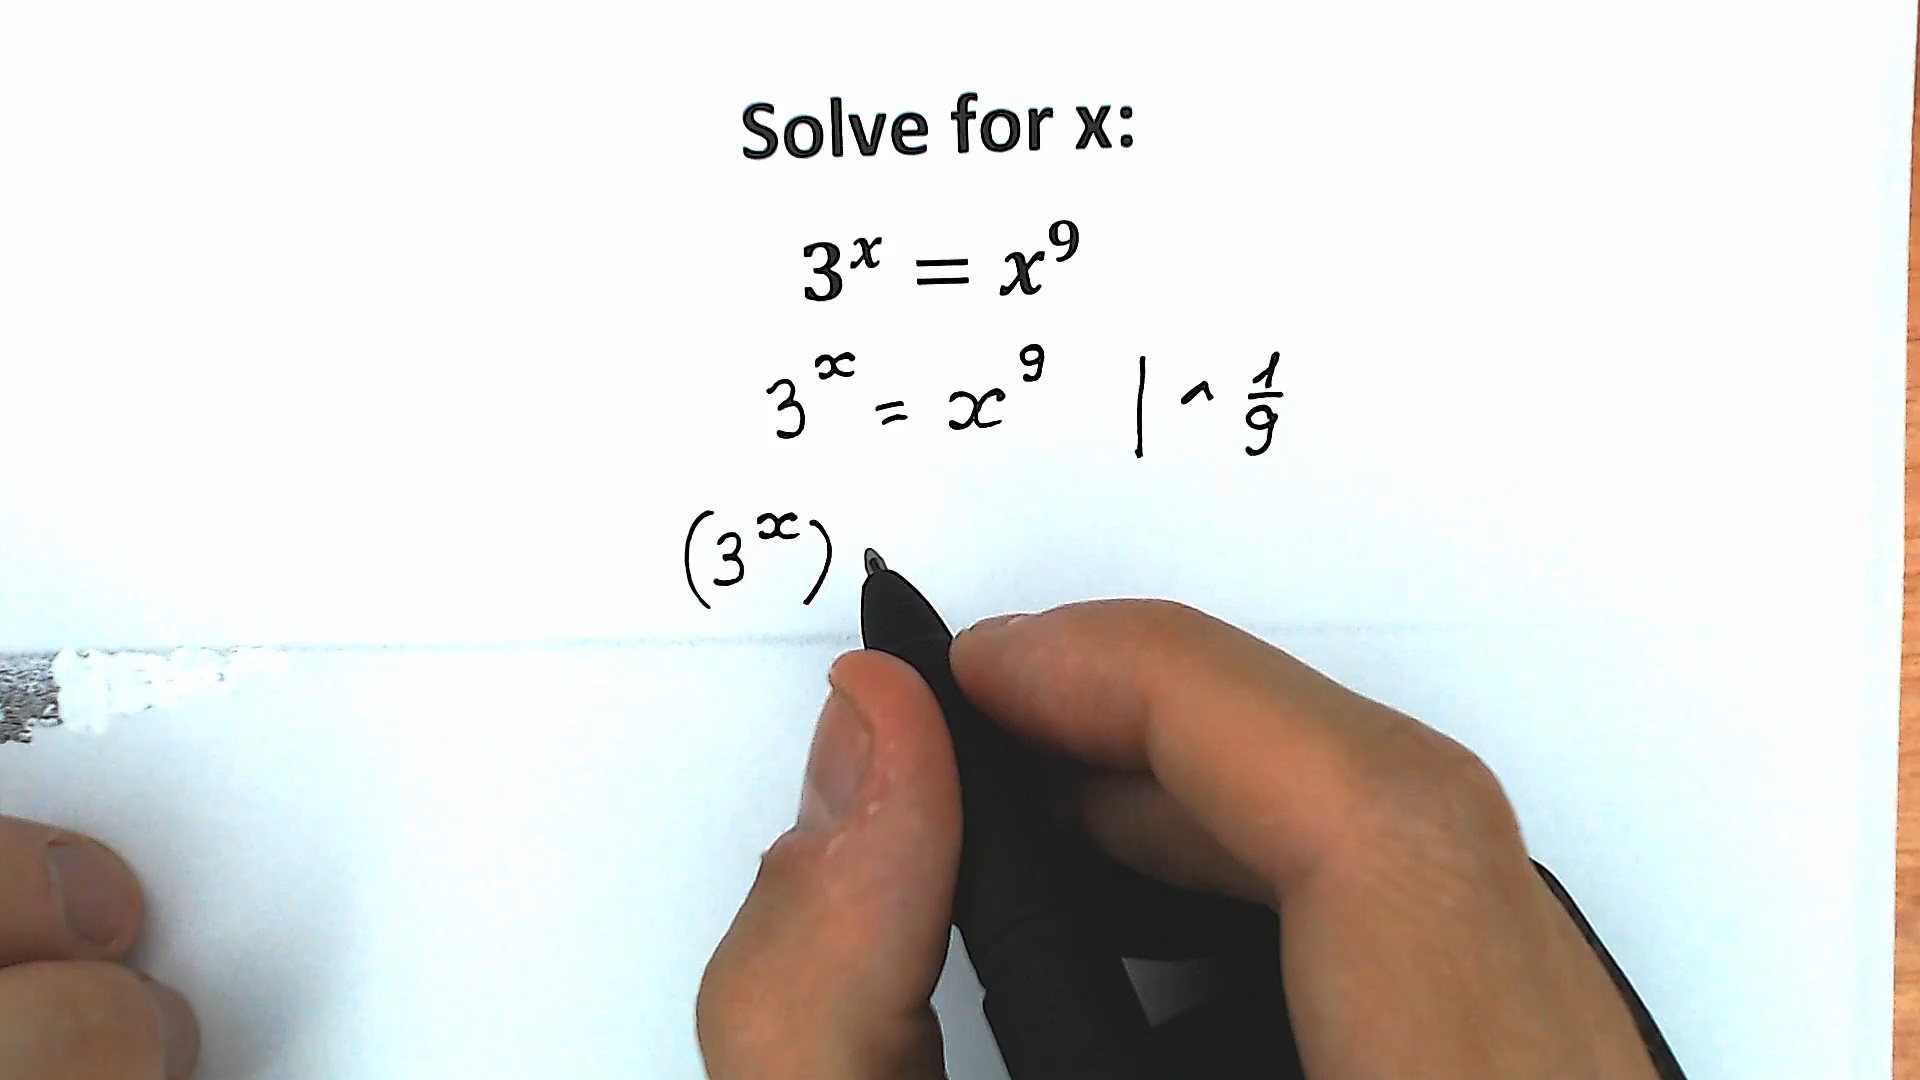 Solve for x:
3^x = x^9
3^x = x^9 | ^ 1/9
(3^x)